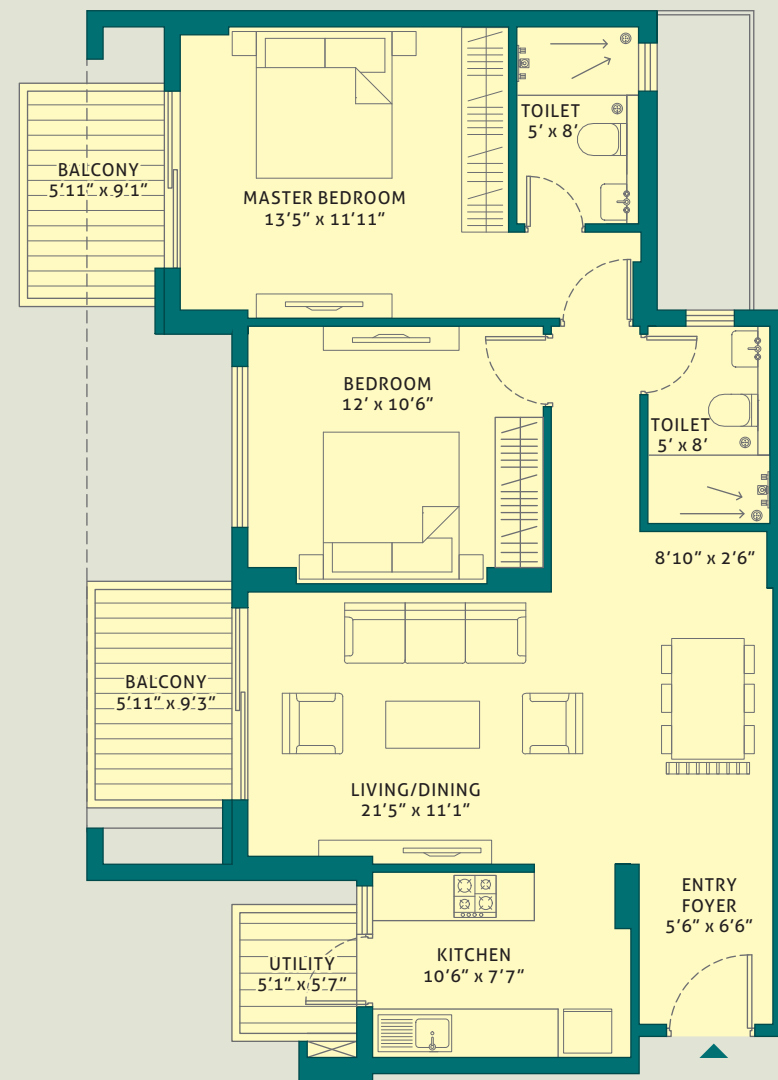 TOILET
5' x 8'
BALCONY
5'11" x 9'1"
MASTER BEDROOM
13'5" x 11'11"
BEDROOM
12' x 10'6"
TOILET
5' x 8'
8'10" x 2'6"
BALCONY
5'11" x 9'3"
LIVING/DINING
21'5" x 11'1"
ENTRY
FOYER
5'6" x 6'6"
KITCHEN
10'6" x 7'7"
UTILITY
5'1" x 5'7"